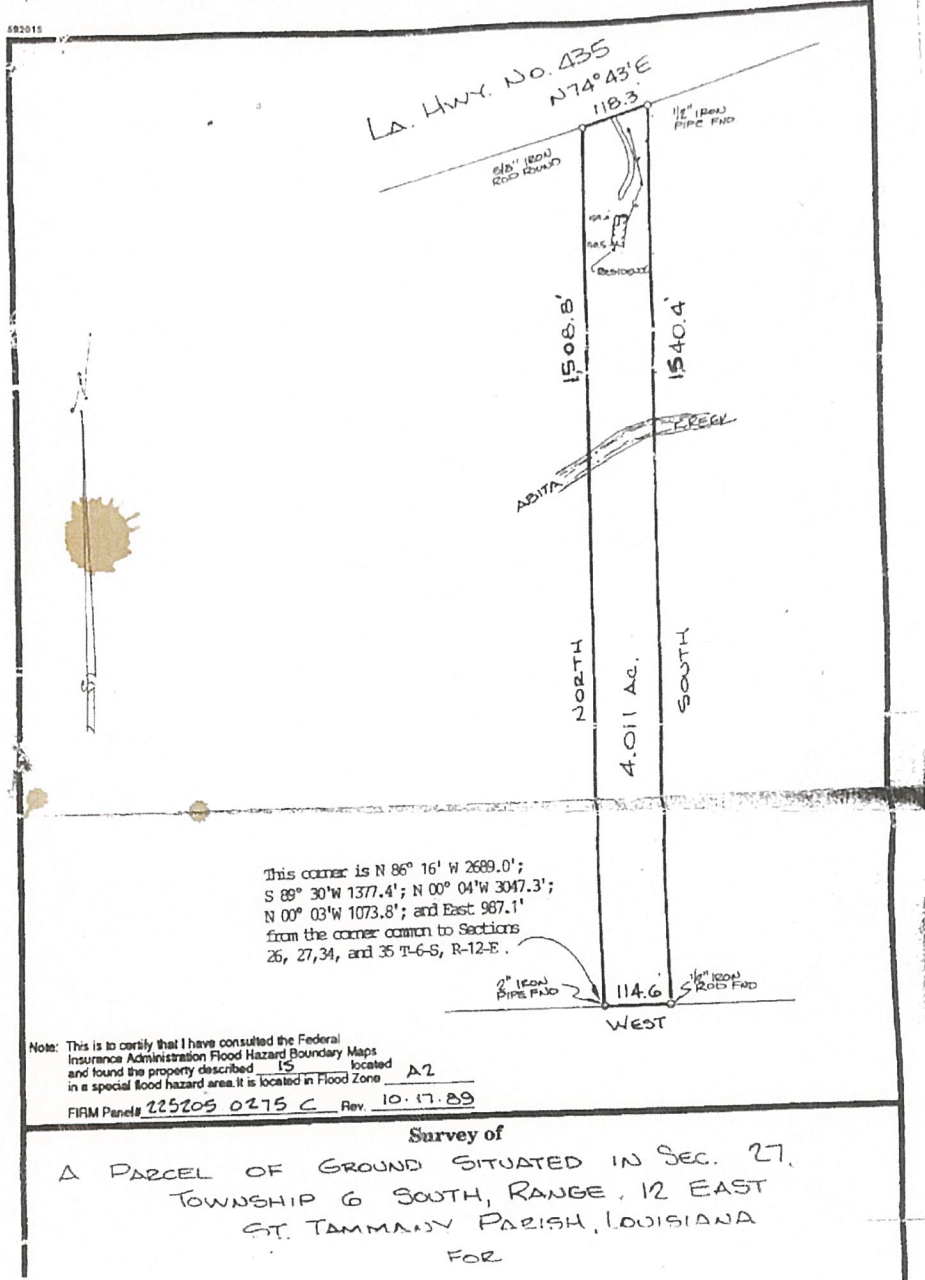 592015
LA. HWY. NO. 435
N74°43'E
118.3'
1/2" IRON
PIPE FND
5/8" IRON
ROD FOUND
GAS
RESIDENCE
1508.8'
1540.4'
ABITA CREEK
NORTH
4.011 AC.
SOUTH
This corner is N 86° 16' W 2689.0';
S 89° 30'W 1377.4'; N 00° 04'W 3047.3';
N 00° 03'W 1073.8'; and East 987.1'
from the corner common to Sections
26, 27,34, and 35 T-6-S, R-12-E .
2" IRON
PIPE FND
114.6'
1/2" IRON
ROD FND
WEST
Note: This is to certify that I have consulted the Federal
Insurance Administration Flood Hazard Boundary Maps
and found the property described IS located
in a special flood hazard area.It is located in Flood Zone A2
FIRM Panel# 225205 0275 C Rev. 10.17.89
Survey of
A PARCEL OF GROUND SITUATED IN SEC. 27,
TOWNSHIP 6 SOUTH, RANGE 12 EAST
ST. TAMMANY PARISH, LOUISIANA
FOR